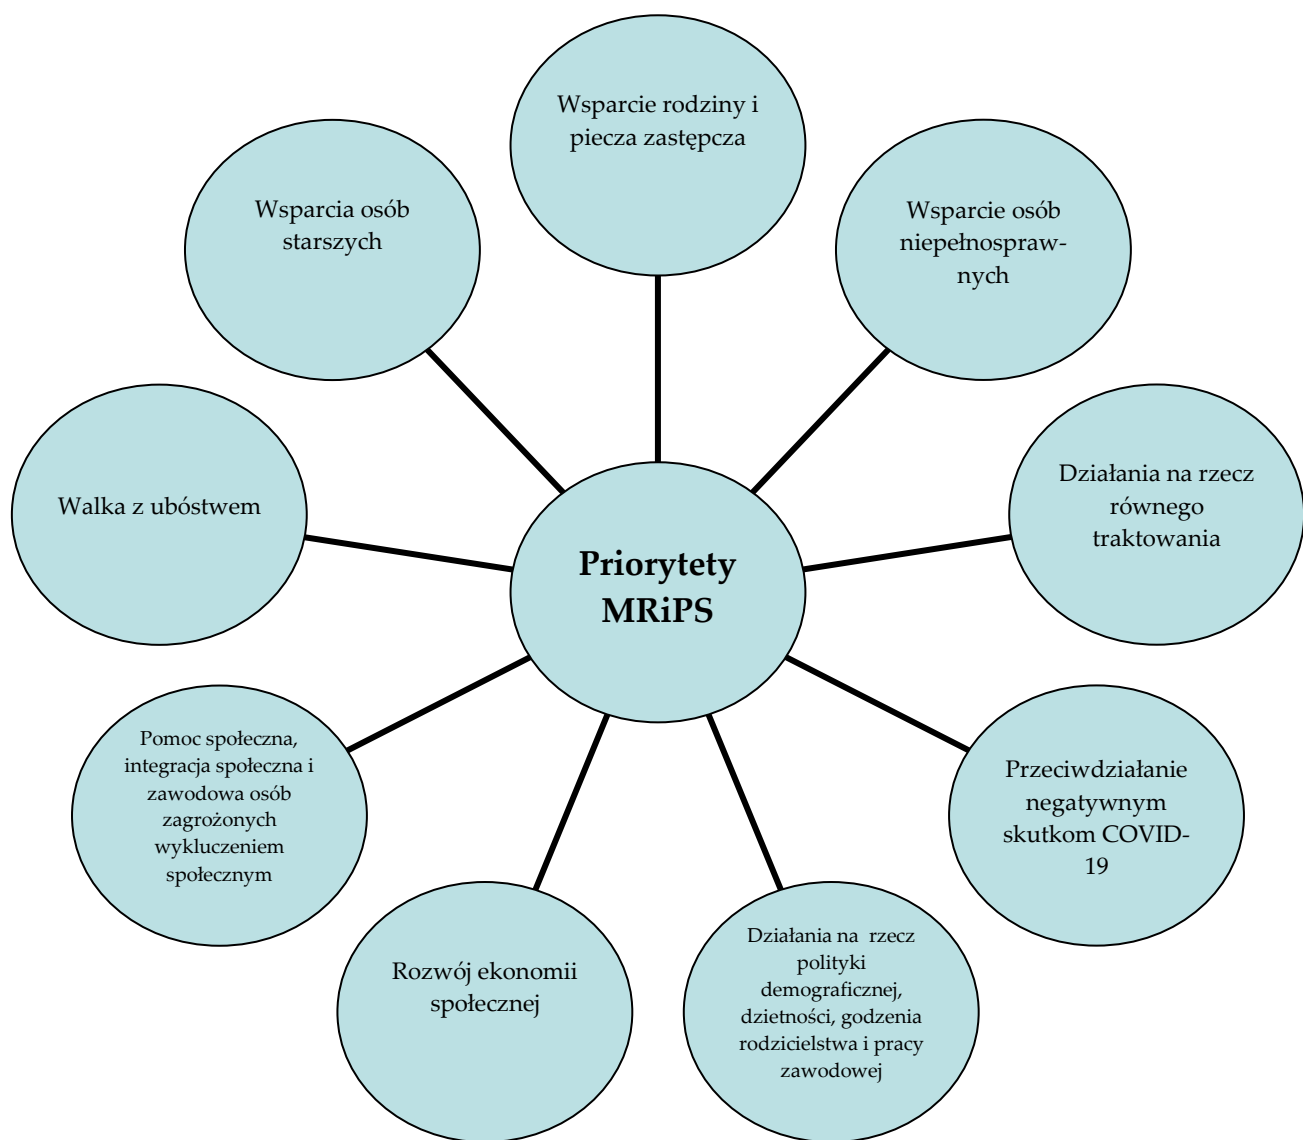 Wsparcie rodziny i
piecza zastępcza
Wsparcia osób
starszych
Wsparcie osób
niepełnospraw-
nych
Walka z ubóstwem
Działania na rzecz
równego
traktowania
Priorytety
MRiPS
Pomoc społeczna,
integracja społeczna i
zawodowa osób
zagrożonych
wykluczeniem
społecznym
Przeciwdziałanie
negatywnym
skutkom COVID-
19
Rozwój ekonomii
społecznej
Działania na  rzecz
polityki
demograficznej,
dzietności, godzenia
rodzicielstwa i pracy
zawodowej